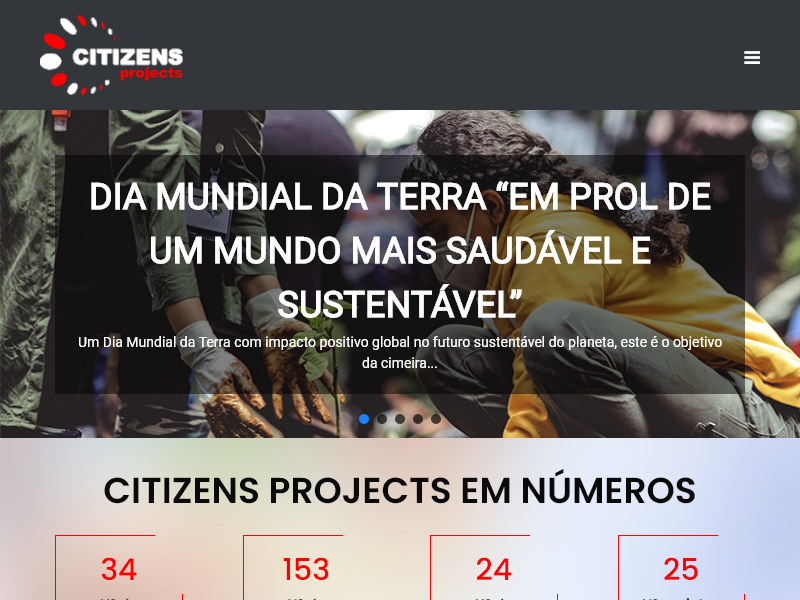 CITIZENS
projects
DIA MUNDIAL DA TERRA “EM PROL DE
UM MUNDO MAIS SAUDÁVEL E
SUSTENTÁVEL”
Um Dia Mundial da Terra com impacto positivo global no futuro sustentável do planeta, este é o objetivo
da cimeira...
CITIZENS PROJECTS EM NÚMEROS
34 153 24 25